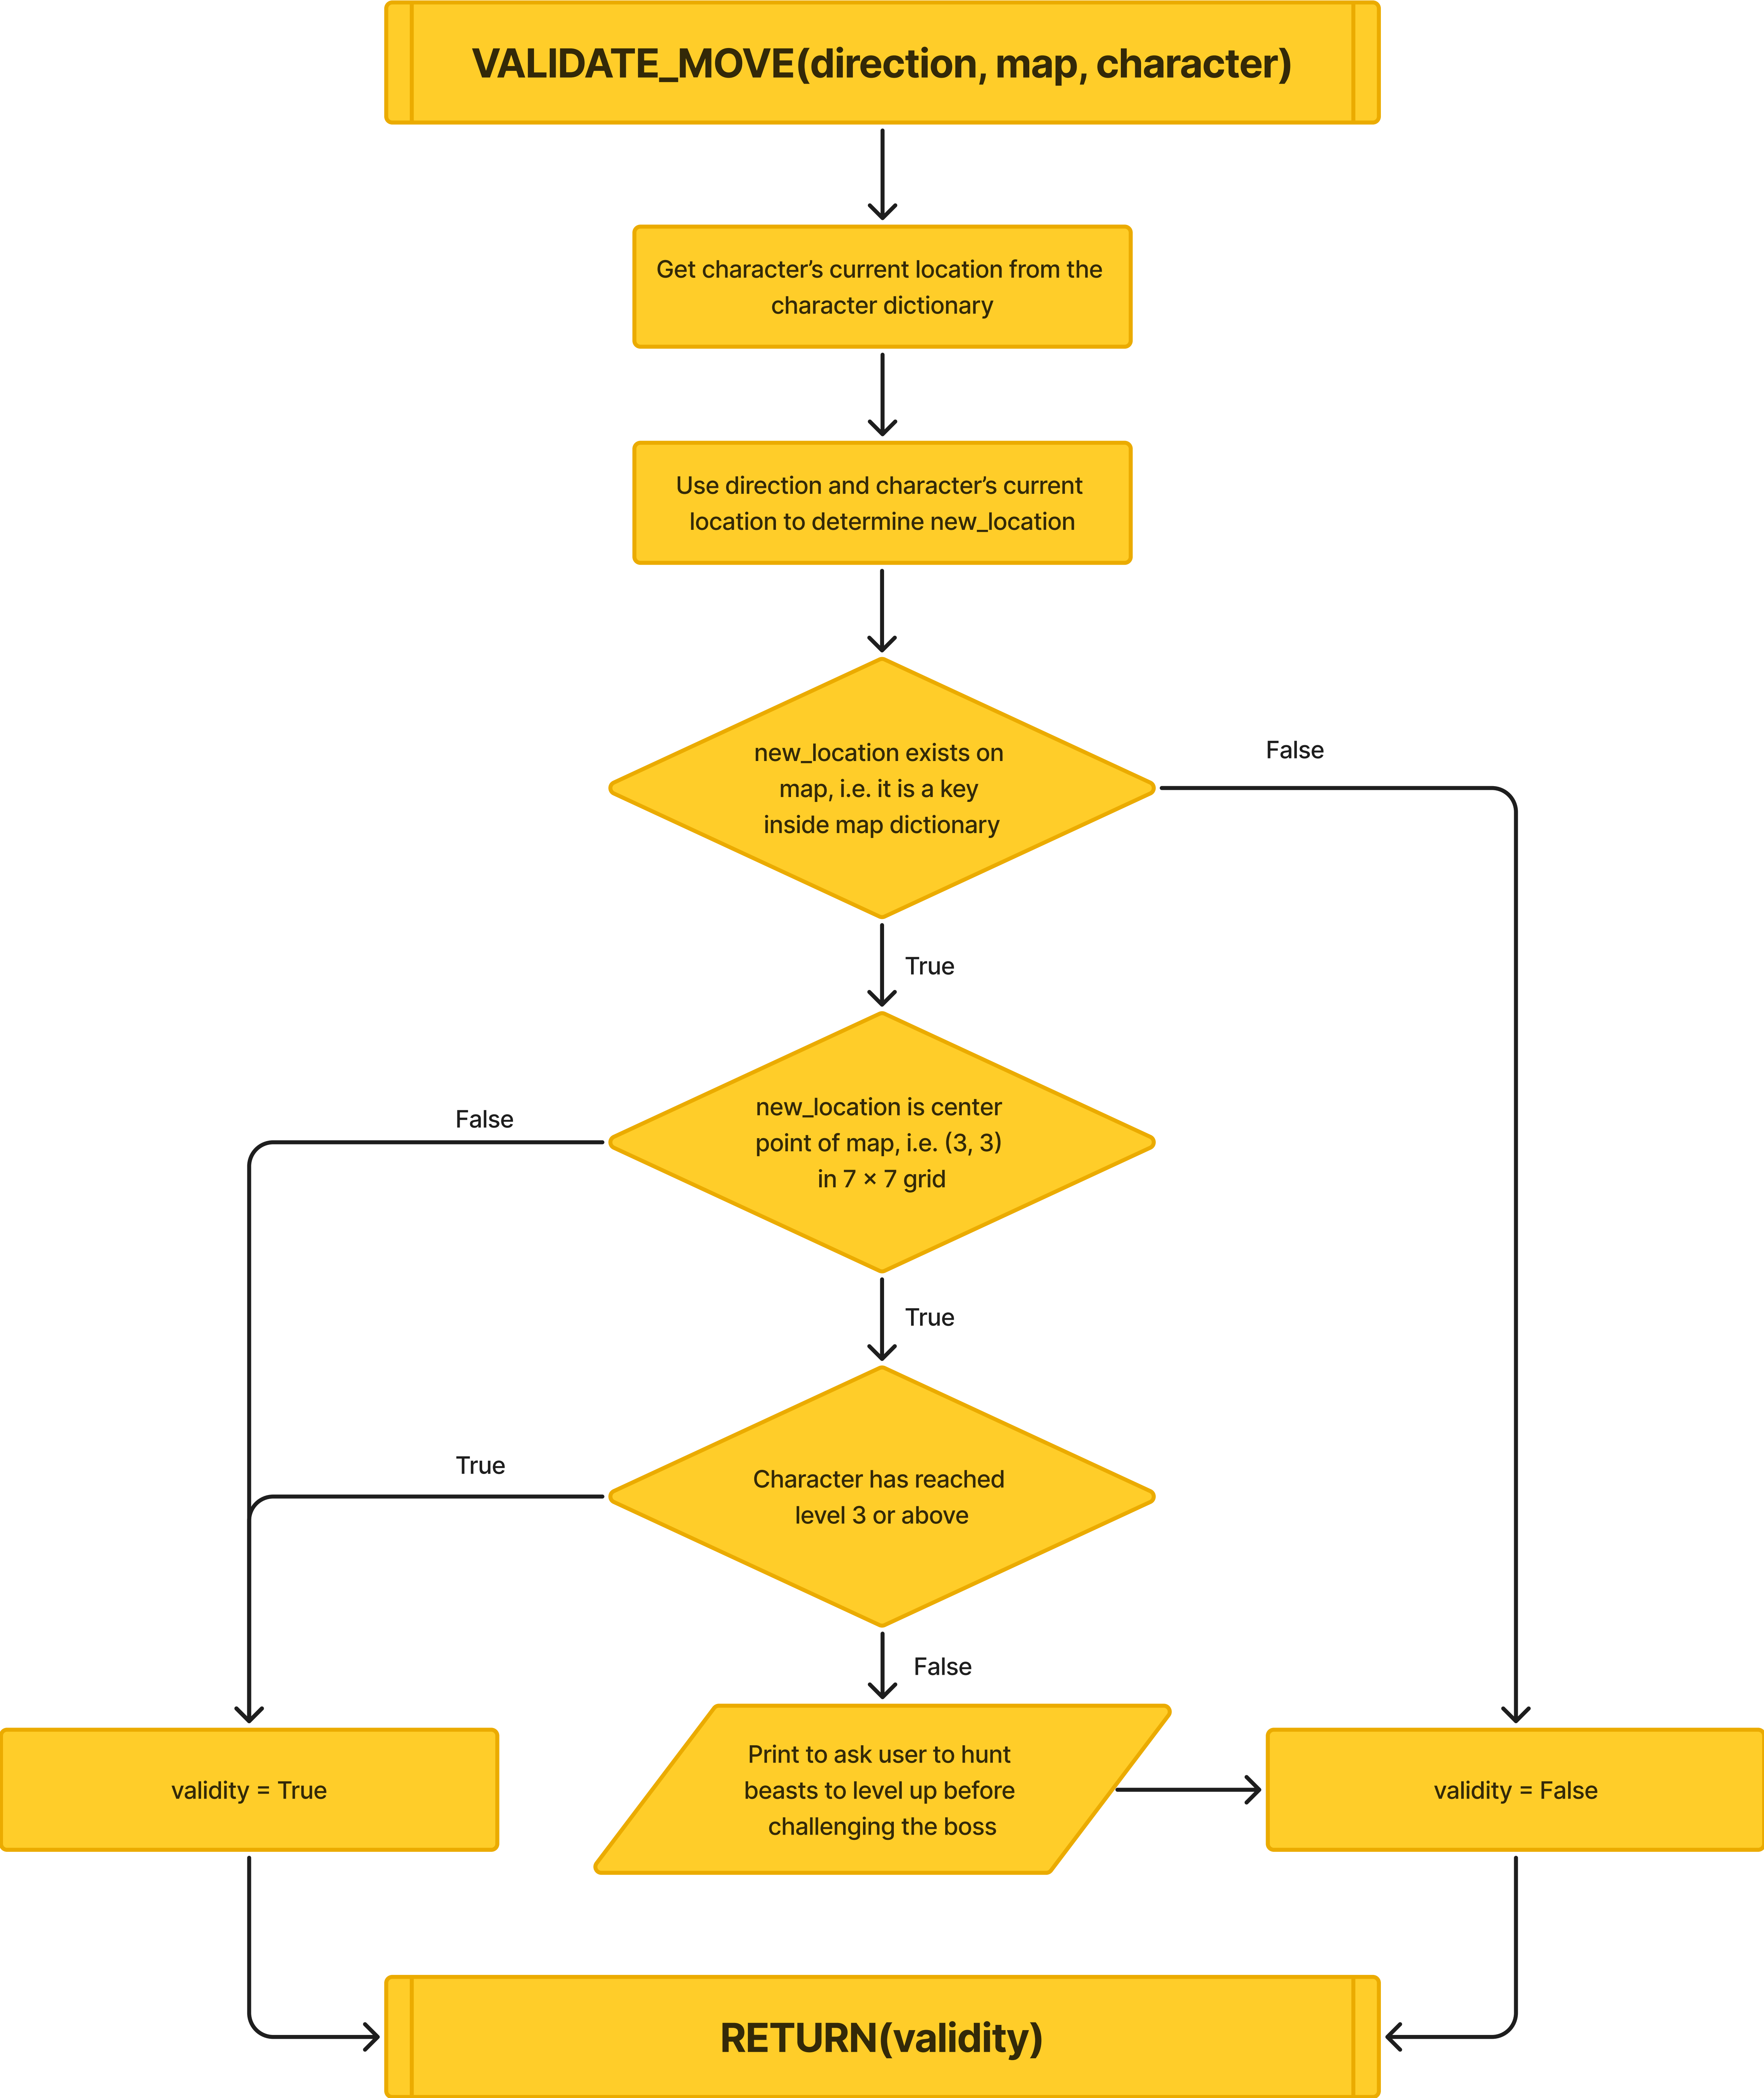 VALIDATE_MOVE(direction, map, character)
Get character’s current location from the
character dictionary
Use direction and character’s current
location to determine new_location
new_location exists on
map, i.e. it is a key
inside map dictionary
False
True
new_location is center
point of map, i.e. (3, 3)
in 7 × 7 grid
False
True
Character has reached
level 3 or above
True
False
validity = True
Print to ask user to hunt
beasts to level up before
challenging the boss
validity = False
RETURN(validity)